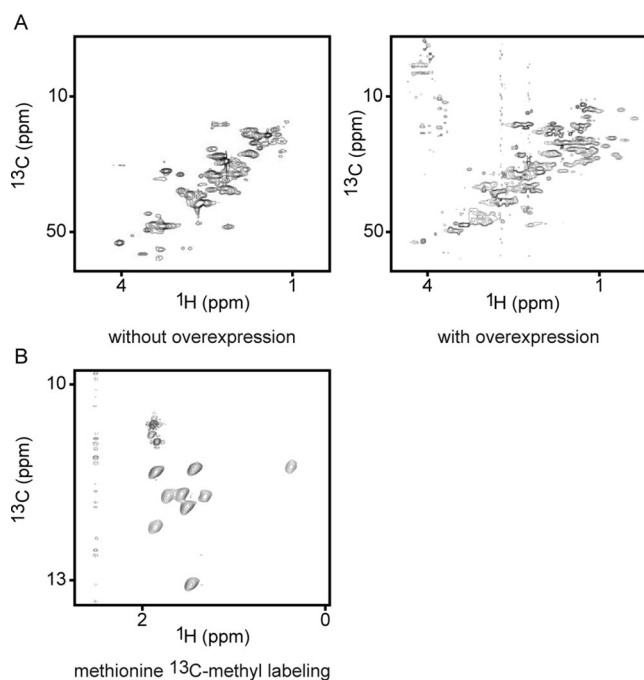 A
10
50
13C (ppm)
4
1
1H (ppm)
without overexpression
10
50
13C (ppm)
4
1
1H (ppm)
with overexpression
B
10
13
13C (ppm)
2
0
1H (ppm)
methionine 13C-methyl labeling